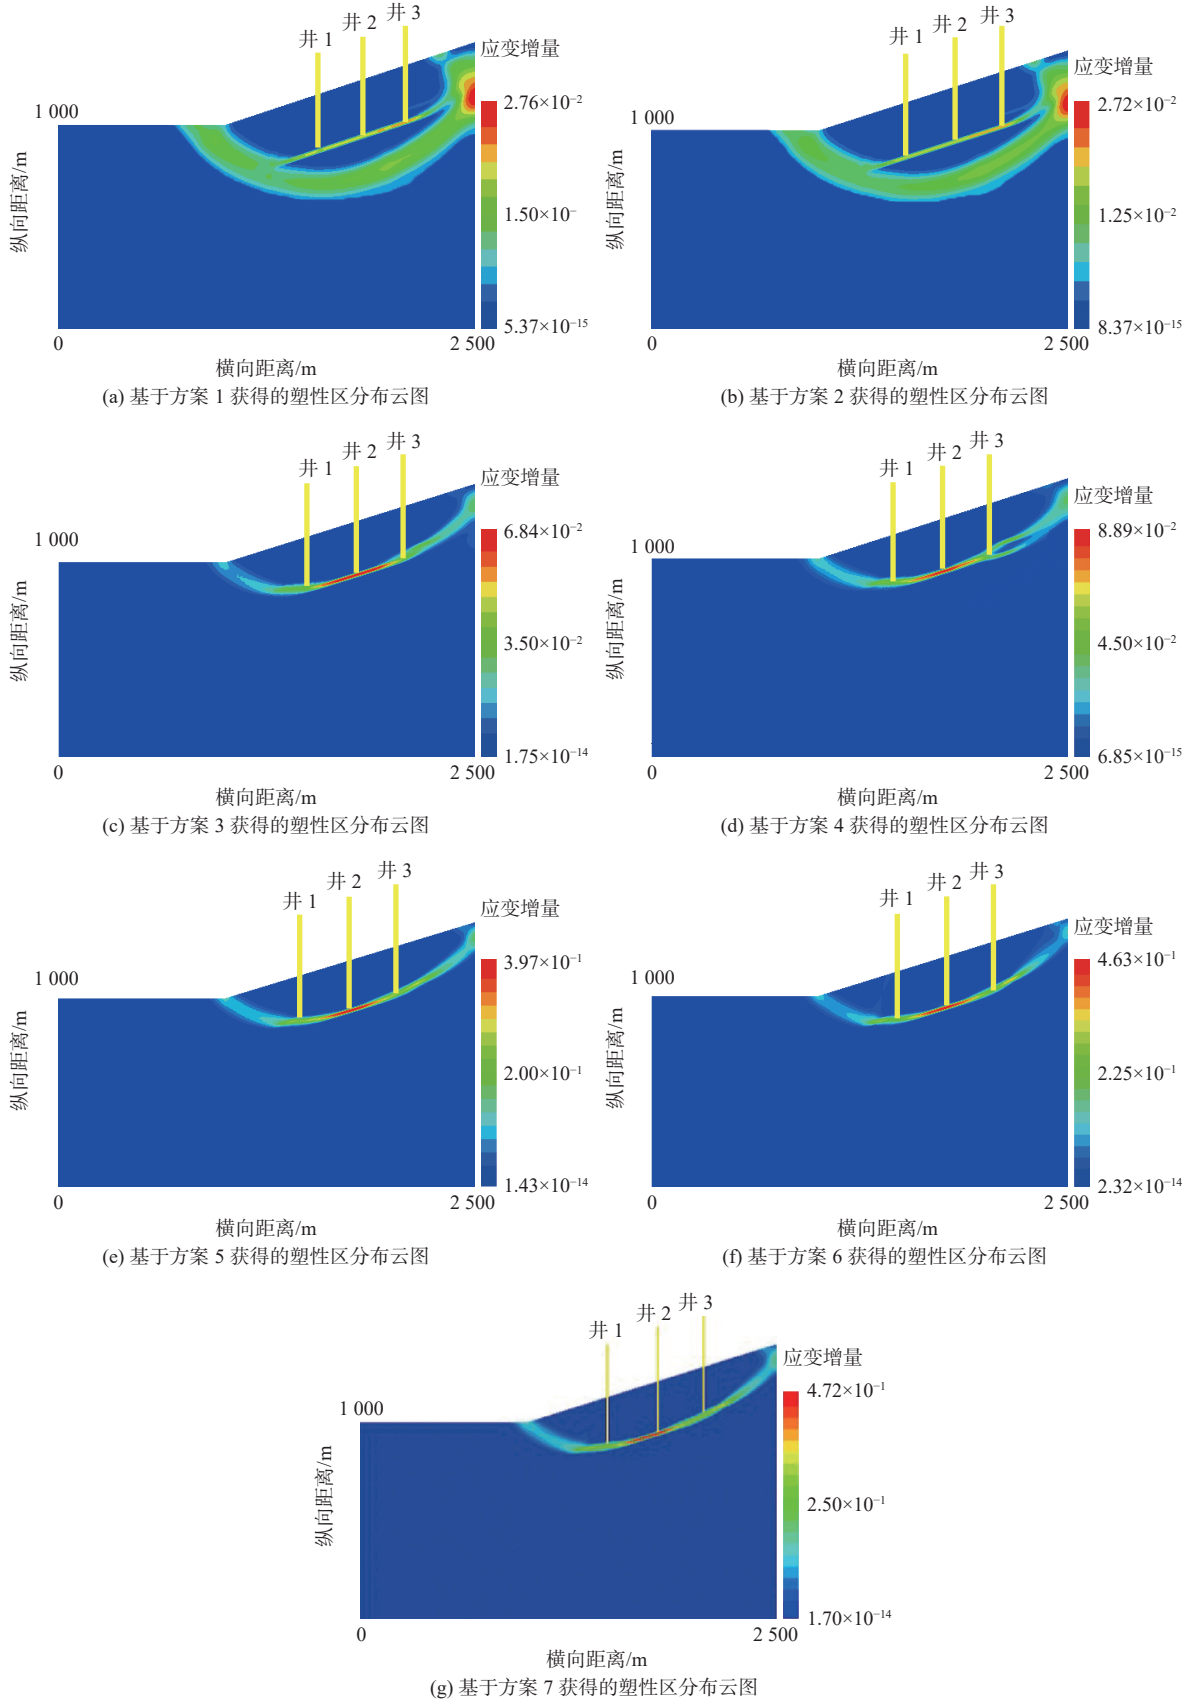 井 1
井 2
井 3
应变增量
1 000
2.76×10⁻²
1.50×10⁻
5.37×10⁻¹⁵
纵向距离/m
0
2 500
横向距离/m
(a) 基于方案 1 获得的塑性区分布云图
井 1
井 2
井 3
应变增量
1 000
2.72×10⁻²
1.25×10⁻²
8.37×10⁻¹⁵
纵向距离/m
0
2 500
横向距离/m
(b) 基于方案 2 获得的塑性区分布云图
井 1
井 2
井 3
应变增量
1 000
6.84×10⁻²
3.50×10⁻²
1.75×10⁻¹⁴
纵向距离/m
0
2 500
横向距离/m
(c) 基于方案 3 获得的塑性区分布云图
井 1
井 2
井 3
应变增量
1 000
8.89×10⁻²
4.50×10⁻²
6.85×10⁻¹⁵
纵向距离/m
0
2 500
横向距离/m
(d) 基于方案 4 获得的塑性区分布云图
井 1
井 2
井 3
应变增量
1 000
3.97×10⁻¹
2.00×10⁻¹
1.43×10⁻¹⁴
纵向距离/m
0
2 500
横向距离/m
(e) 基于方案 5 获得的塑性区分布云图
井 1
井 2
井 3
应变增量
1 000
4.63×10⁻¹
2.25×10⁻¹
2.32×10⁻¹⁴
纵向距离/m
0
2 500
横向距离/m
(f) 基于方案 6 获得的塑性区分布云图
井 1
井 2
井 3
应变增量
1 000
4.72×10⁻¹
2.50×10⁻¹
1.70×10⁻¹⁴
纵向距离/m
0
2 500
横向距离/m
(g) 基于方案 7 获得的塑性区分布云图